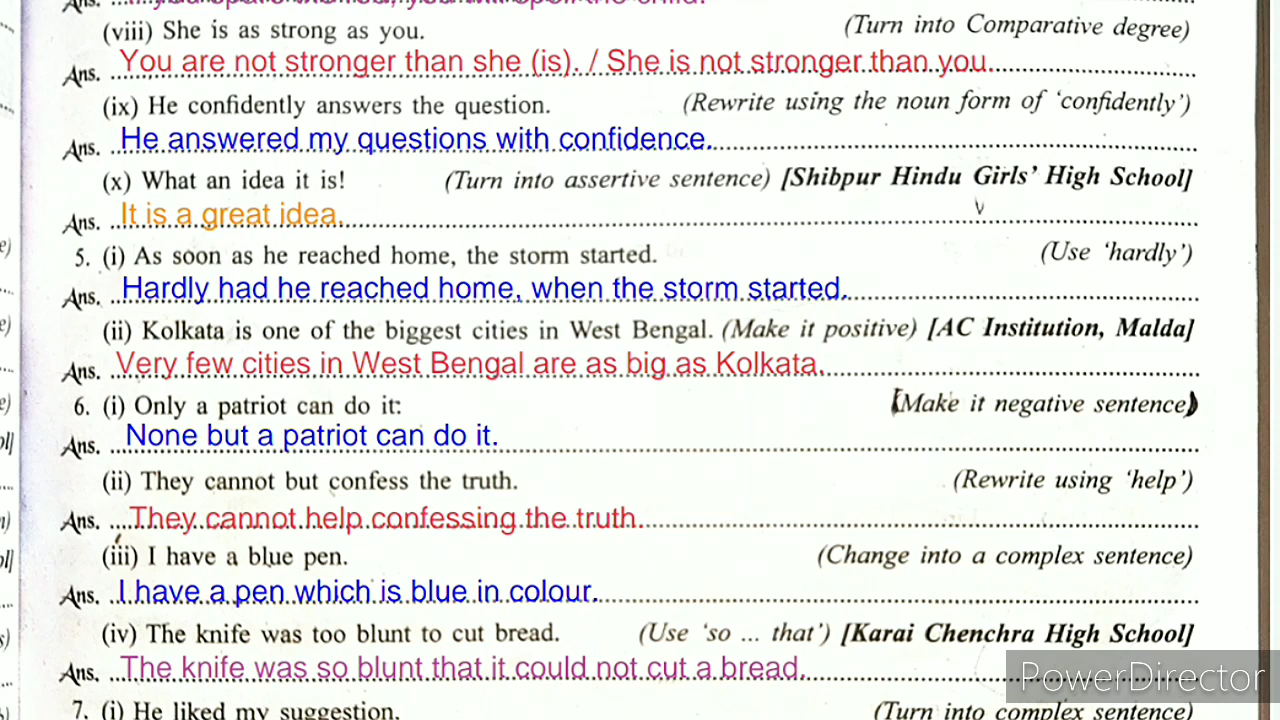 Ans.
(viii) She is as strong as you. (Turn into Comparative degree)
Ans. You are not stronger than she (is). / She is not stronger than you.
(ix) He confidently answers the question. (Rewrite using the noun form of ‘confidently’)
Ans. He answered my questions with confidence.
(x) What an idea it is! (Turn into assertive sentence) [Shibpur Hindu Girls’ High School]
Ans. It is a great idea.
5. (i) As soon as he reached home, the storm started. (Use ‘hardly’)
Ans. Hardly had he reached home, when the storm started.
(ii) Kolkata is one of the biggest cities in West Bengal. (Make it positive) [AC Institution, Malda]
Ans. Very few cities in West Bengal are as big as Kolkata.
6. (i) Only a patriot can do it: (Make it negative sentence)
Ans. None but a patriot can do it.
(ii) They cannot but confess the truth. (Rewrite using ‘help’)
Ans. They cannot help confessing the truth.
(iii) I have a blue pen. (Change into a complex sentence)
Ans. I have a pen which is blue in colour.
(iv) The knife was too blunt to cut bread. (Use ‘so ... that’) [Karai Chenchra High School]
Ans. The knife was so blunt that it could not cut a bread.
PowerDirector
7. (i) He liked my suggestion. (Turn into complex sentence)